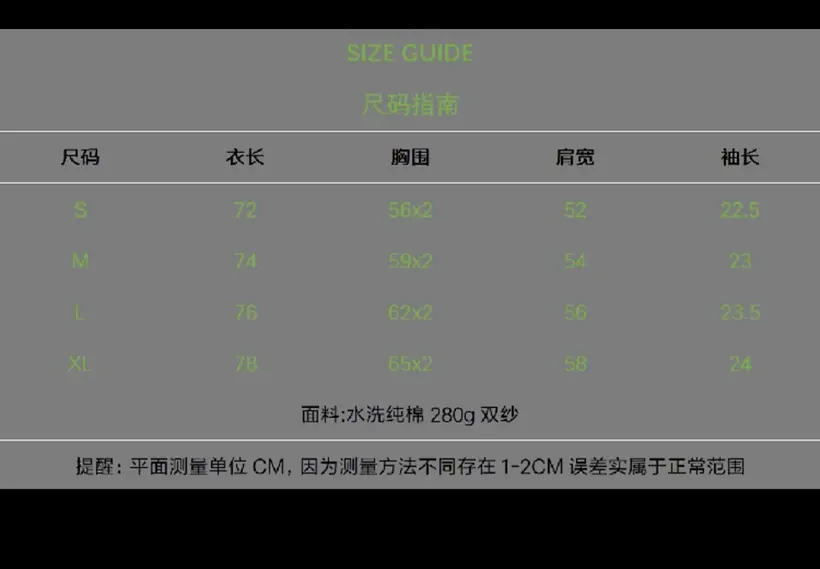 SIZE GUIDE
尺码指南
尺码 衣长 胸围 肩宽 袖长
S 72 56x2 52 22.5
M 74 59x2 54 23
L 76 62x2 56 23.5
XL 78 65x2 58 24
面料:水洗纯棉 280g 双纱
提醒: 平面测量单位 CM, 因为测量方法不同存在 1-2CM 误差实属于正常范围